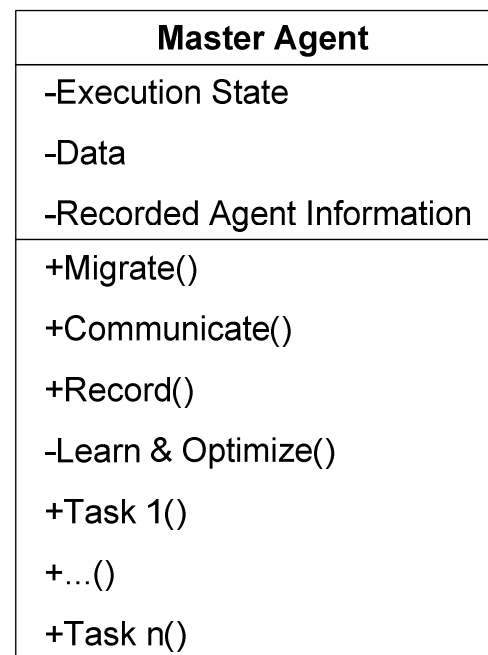 Master Agent
-Execution State
-Data
-Recorded Agent Information
+Migrate()
+Communicate()
+Record()
-Learn & Optimize()
+Task 1()
+...()
+Task n()